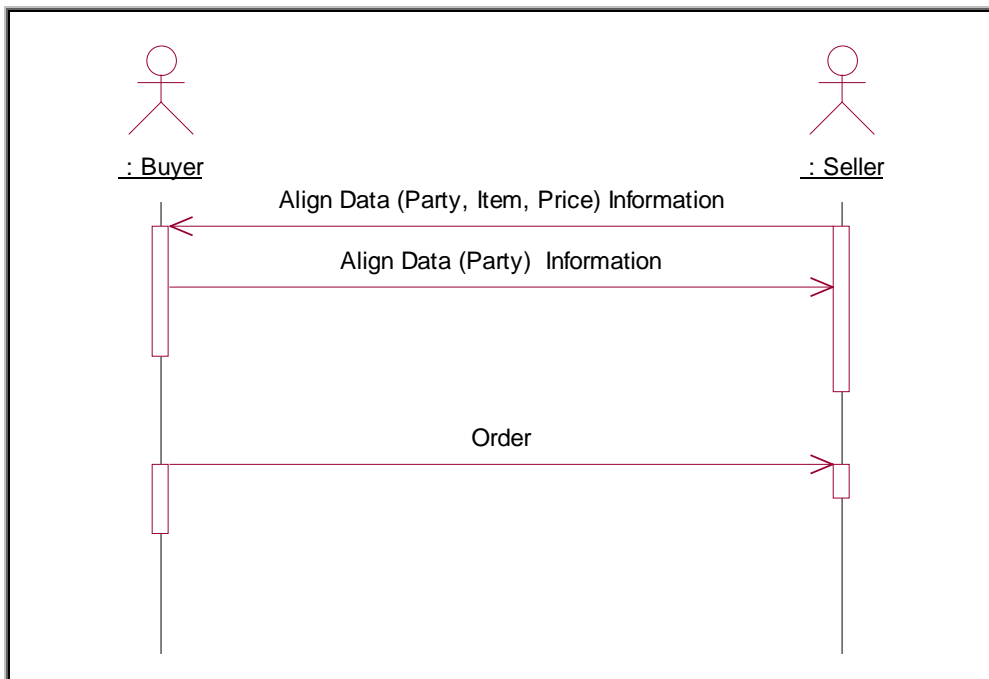 : Buyer
: Seller
Align Data (Party, Item, Price) Information
Align Data (Party)  Information
Order